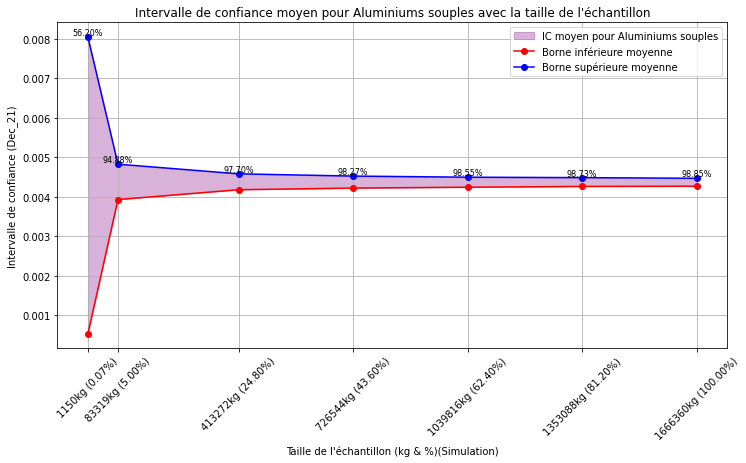 Intervalle de confiance moyen pour Aluminiums souples avec la taille de l'échantillon
IC moyen pour Aluminiums souples
Borne inférieure moyenne
Borne supérieure moyenne
Intervalle de confiance (Dec_21)
0.008
0.007
0.006
0.005
0.004
0.003
0.002
0.001
56.20%
94.38%
97.70%
98.27%
98.55%
98.73%
98.85%
1150kg (0.07%)
83319kg (5.00%)
413272kg (24.80%)
726544kg (43.60%)
1039816kg (62.40%)
1353088kg (81.20%)
1666360kg (100.00%)
Taille de l'échantillon (kg & %)(Simulation)